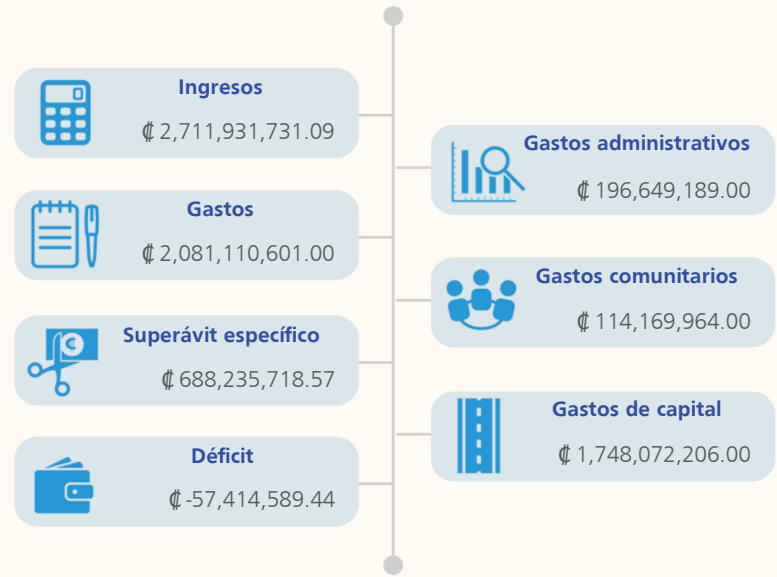 Ingresos
₡ 2,711,931,731.09
Gastos
₡ 2,081,110,601.00
Superávit específico
₡ 688,235,718.57
Déficit
₡ -57,414,589.44
Gastos administrativos
₡ 196,649,189.00
Gastos comunitarios
₡ 114,169,964.00
Gastos de capital
₡ 1,748,072,206.00